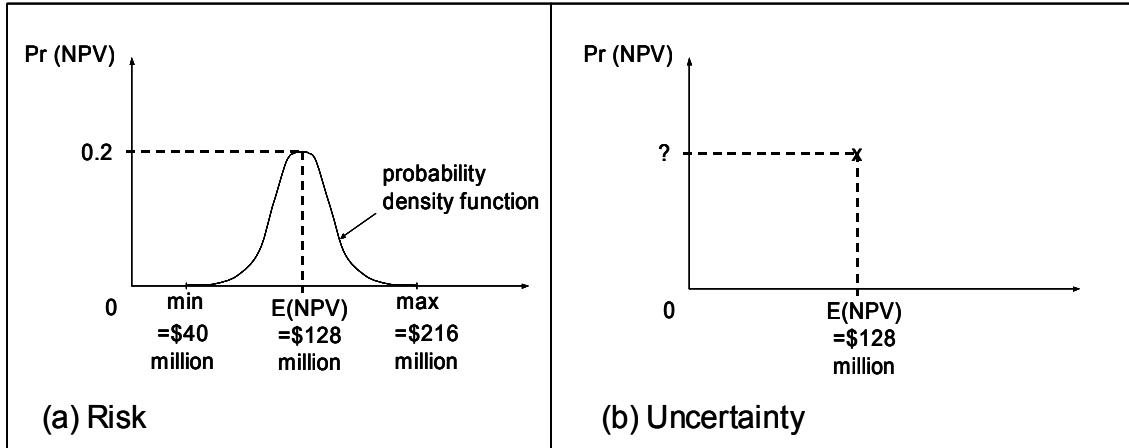 Pr (NPV)
0.2
probability
density function
0
min
=$40
million
E(NPV)
=$128
million
max
=$216
million
(a) Risk
Pr (NPV)
?
x
0
E(NPV)
=$128
million
(b) Uncertainty